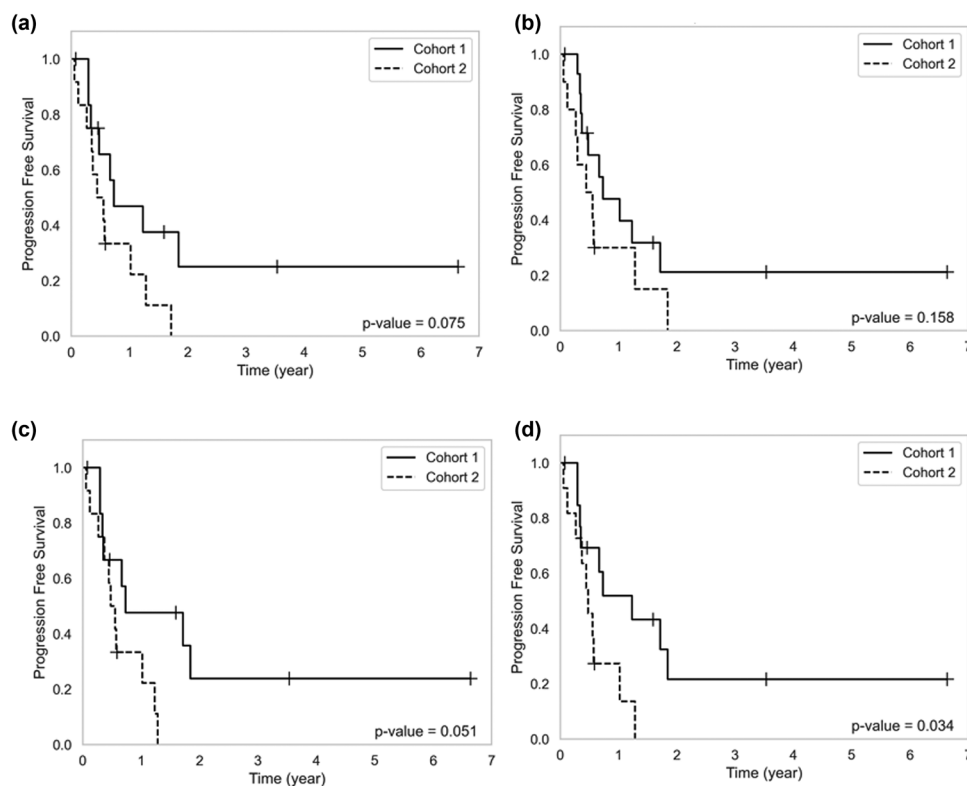 (a)
Cohort 1
Cohort 2
1.0
0.8
0.6
0.4
0.2
0.0
Progression Free Survival
p-value = 0.075
0 1 2 3 4 5 6 7
Time (year)
(b)
Cohort 1
Cohort 2
1.0
0.8
0.6
0.4
0.2
0.0
Progression Free Survival
p-value = 0.158
0 1 2 3 4 5 6 7
Time (year)
(c)
Cohort 1
Cohort 2
1.0
0.8
0.6
0.4
0.2
0.0
Progression Free Survival
p-value = 0.051
0 1 2 3 4 5 6 7
Time (year)
(d)
Cohort 1
Cohort 2
1.0
0.8
0.6
0.4
0.2
0.0
Progression Free Survival
p-value = 0.034
0 1 2 3 4 5 6 7
Time (year)